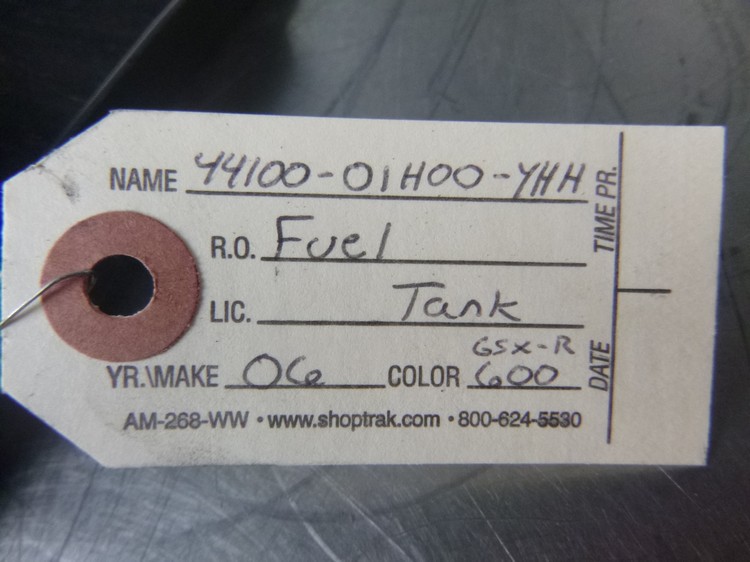 NAME 44100-01H00-YHH
R.O. Fuel
LIC. Tank
GSX-R
YR.\MAKE 06 COLOR 600
AM-268-WW • www.shoptrak.com • 800-624-5530
TIME PR.
DATE